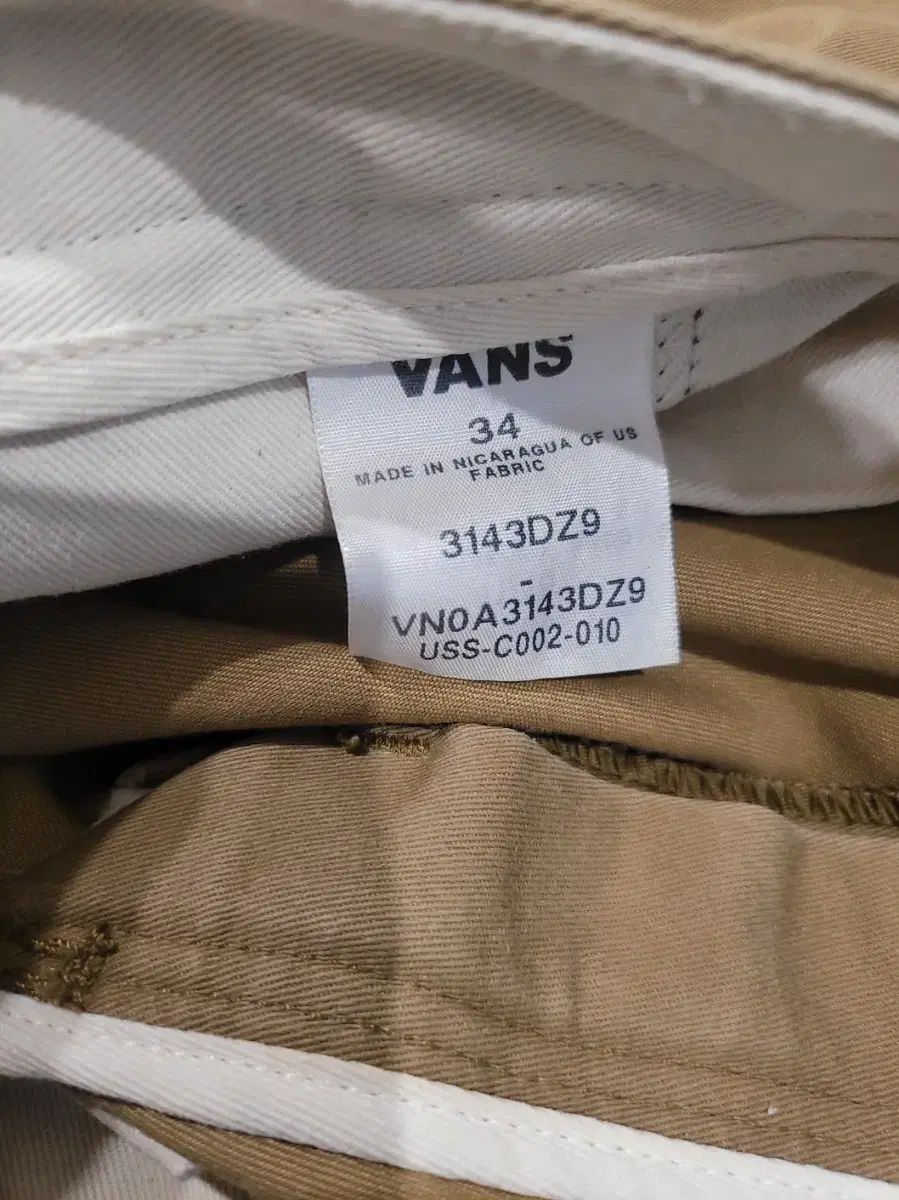 VANS
34
MADE IN NICARAGUA OF US
FABRIC
3143DZ9
-
VN0A3143DZ9
USS-C002-010